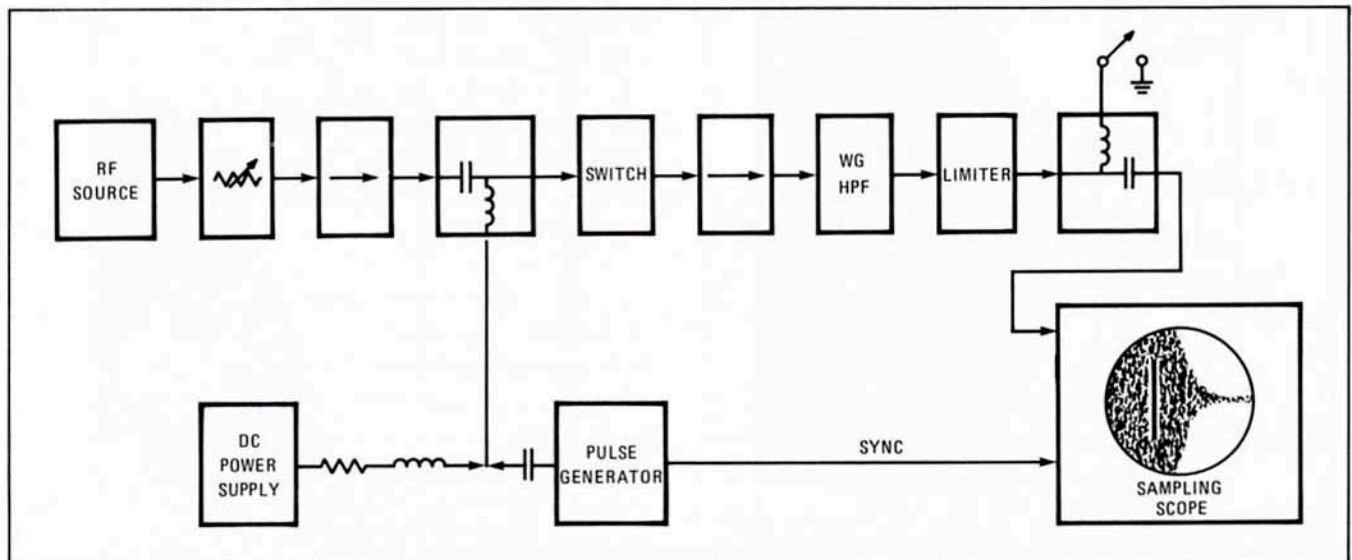 RF
SOURCE
SWITCH
WG
HPF
LIMITER
DC
POWER
SUPPLY
PULSE
GENERATOR
SYNC
SAMPLING
SCOPE